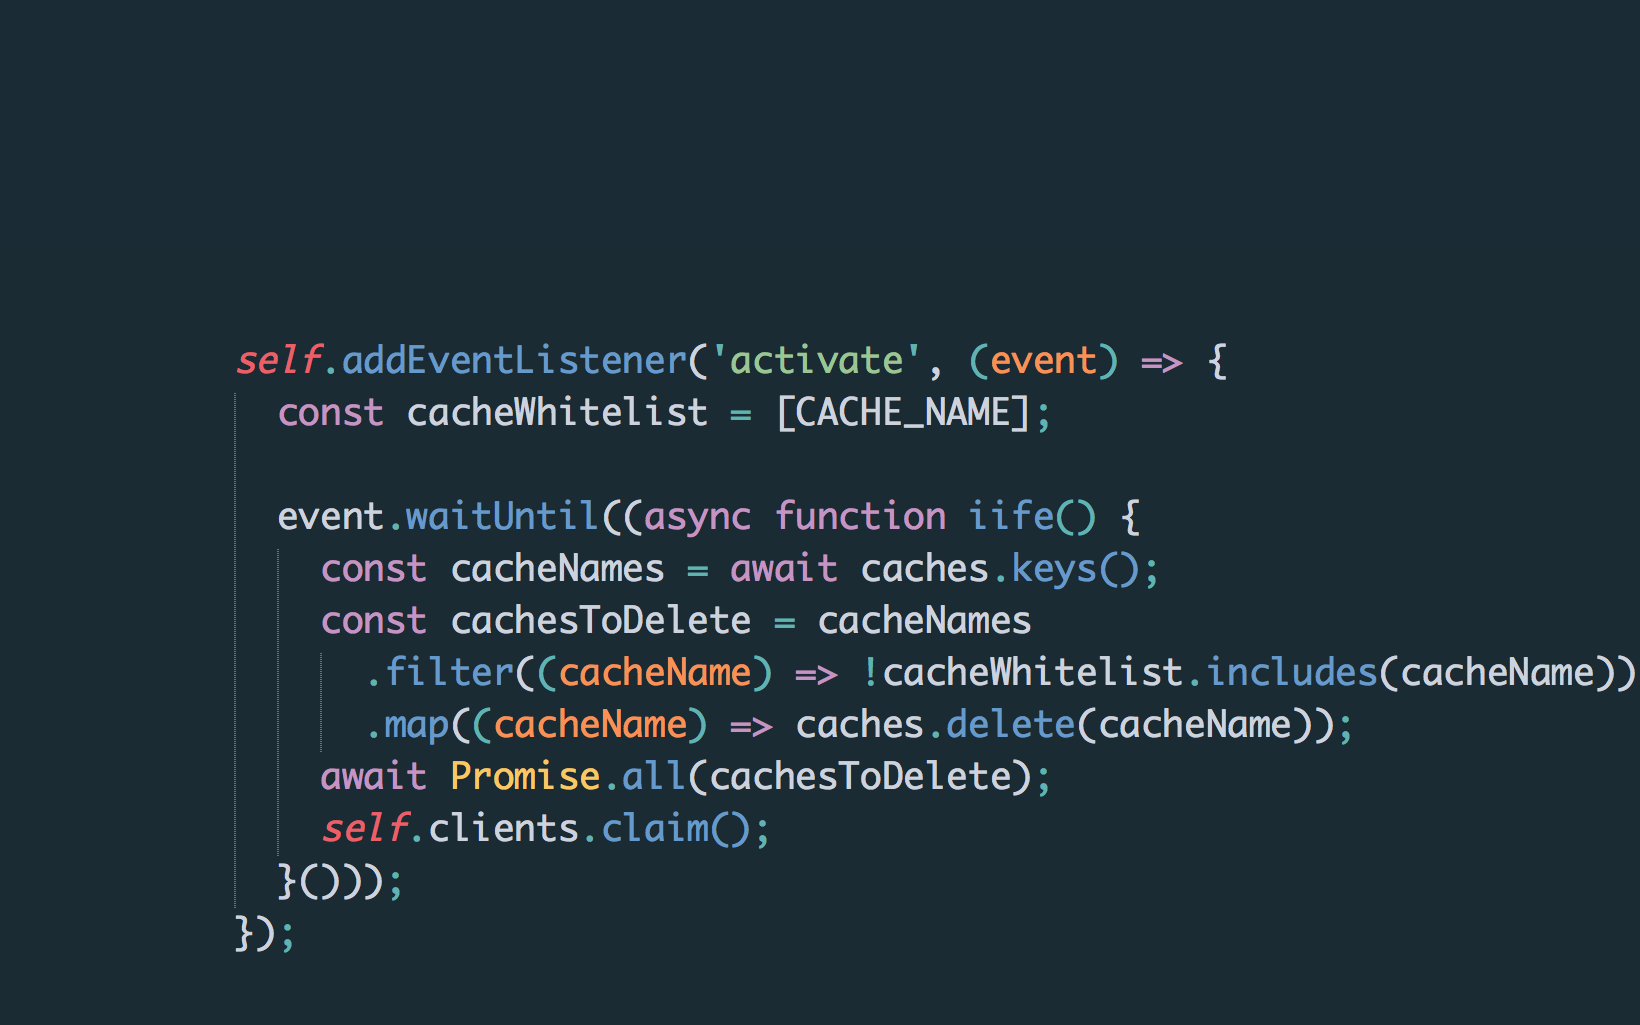 self.addEventListener('activate', (event) => {
const cacheWhitelist = [CACHE_NAME];
event.waitUntil((async function iife() {
const cacheNames = await caches.keys();
const cachesToDelete = cacheNames
.filter((cacheName) => !cacheWhitelist.includes(cacheName))
.map((cacheName) => caches.delete(cacheName));
await Promise.all(cachesToDelete);
self.clients.claim();
}()));
});